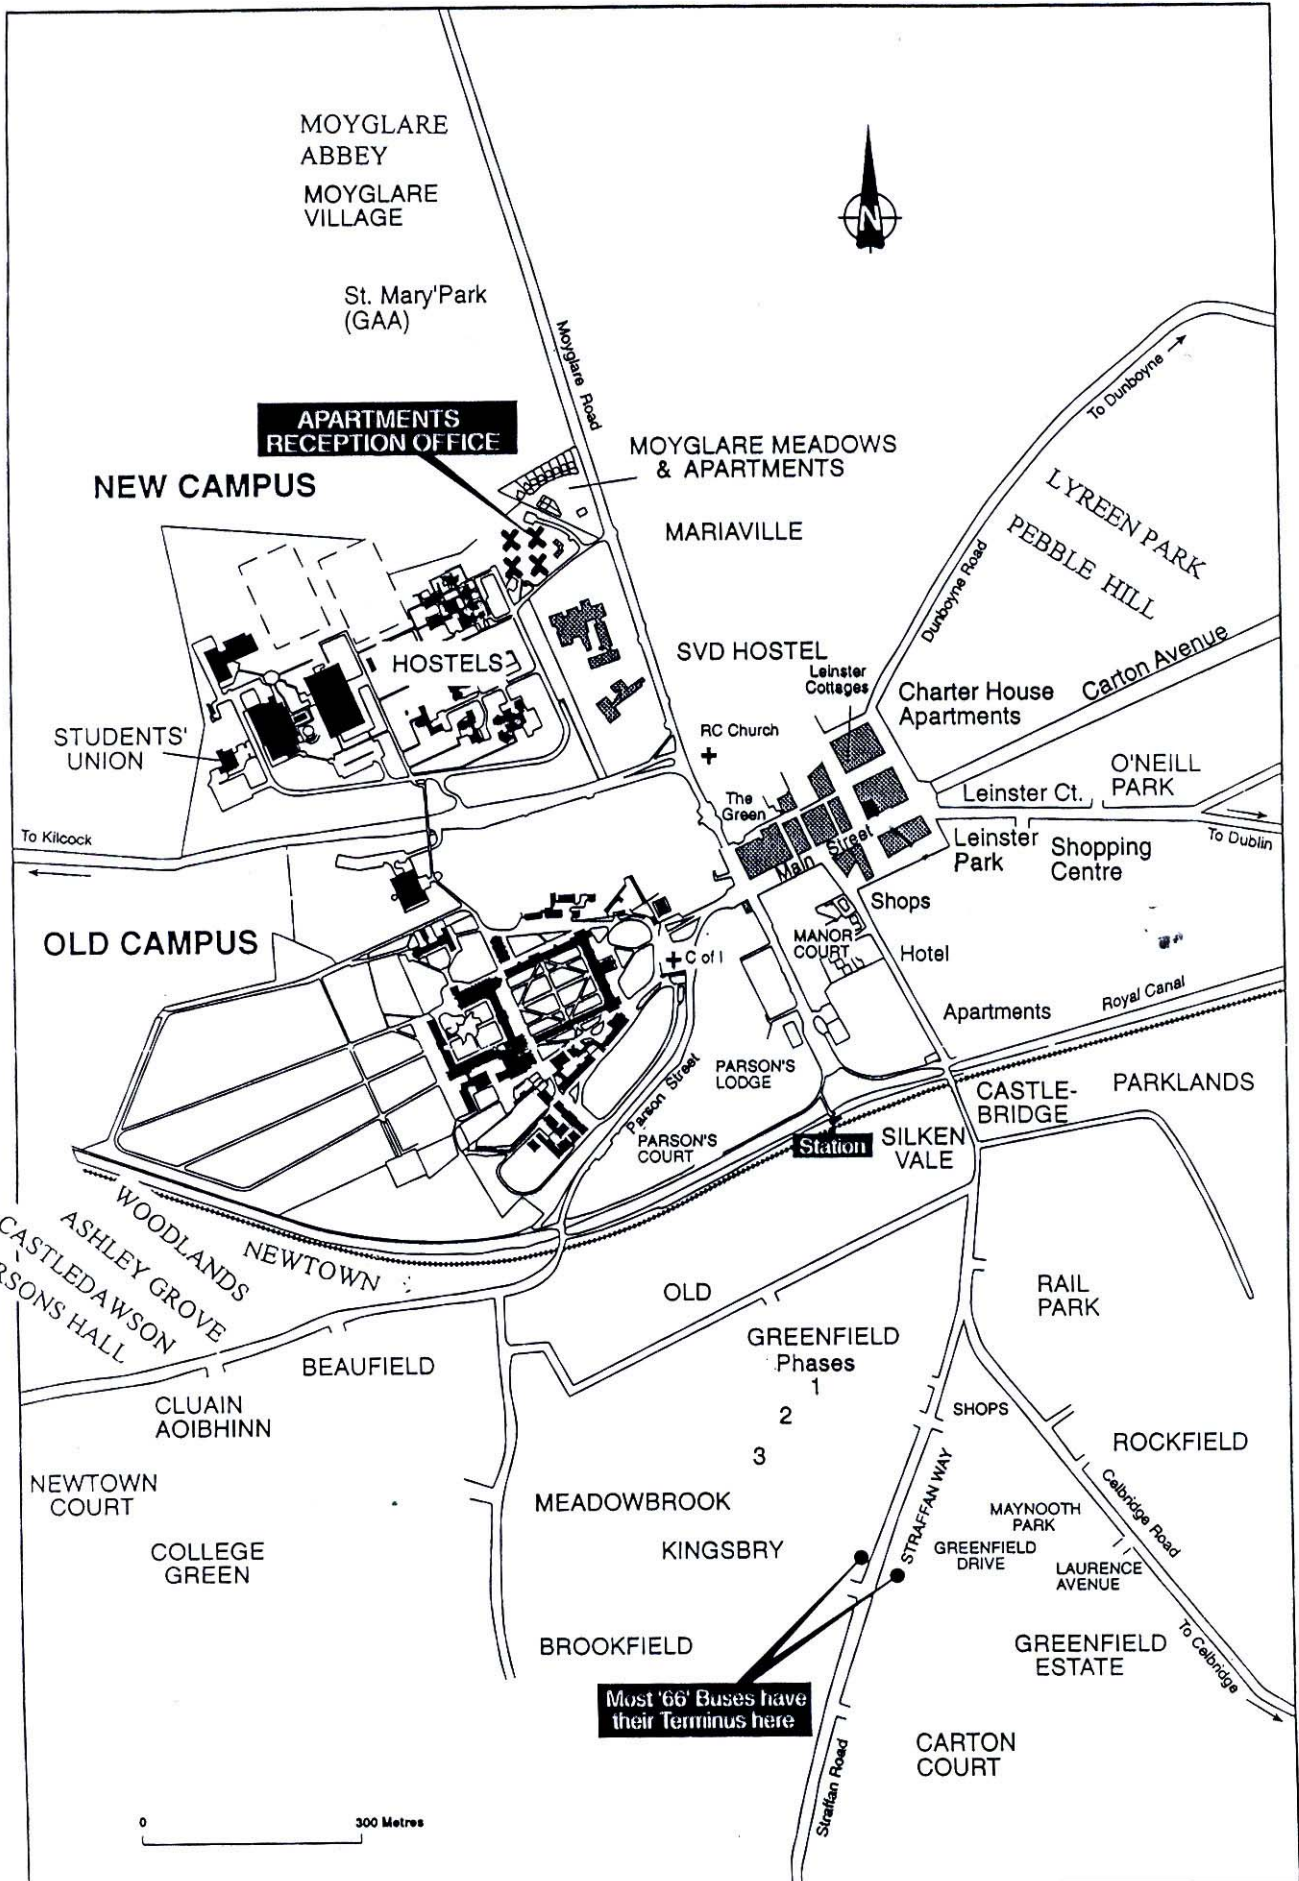 MOYGLARE
ABBEY
MOYGLARE
VILLAGE
N
St. Mary'Park
(GAA)
Moyglare Road
To Dunboyne
APARTMENTS
RECEPTION OFFICE
MOYGLARE MEADOWS
& APARTMENTS
NEW CAMPUS
LYREEN PARK
PEBBLE HILL
MARIAVILLE
Dunboyne Road
HOSTELS
SVD HOSTEL
Leinster
Cottages
Charter House
Apartments
Carton Avenue
STUDENTS'
UNION
RC Church
O'NEILL
PARK
The
Green
Leinster Ct.
To Kilcock
Main Street
Leinster
Park
Shopping
Centre
To Dublin
Shops
OLD CAMPUS
C of I
MANOR
COURT
Hotel
Apartments
Royal Canal
PARSON'S
LODGE
Parson Street
CASTLE-
BRIDGE
PARKLANDS
PARSON'S
COURT
Station
SILKEN
VALE
WOODLANDS
ASHLEY GROVE
CASTLEDAWSON
RSONS HALL
NEWTOWN
OLD
RAIL
PARK
GREENFIELD
Phases
1
2
3
BEAUFIELD
CLUAIN
AOIBHINN
SHOPS
ROCKFIELD
NEWTOWN
COURT
MEADOWBROOK
STRAFFAN WAY
MAYNOOTH
PARK
Celbridge Road
COLLEGE
GREEN
KINGSBRY
GREENFIELD
DRIVE
LAURENCE
AVENUE
BROOKFIELD
GREENFIELD
ESTATE
To Celbridge
Most '66' Buses have
their Terminus here
CARTON
COURT
Straffan Road
0 300 Metres